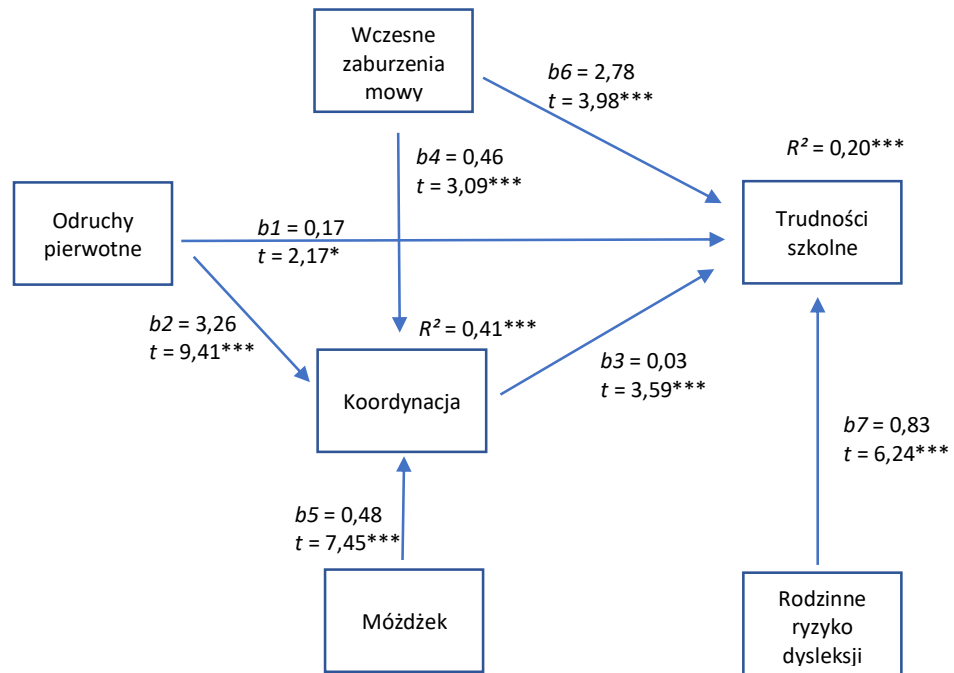 Wczesne
zaburzenia
mowy
b6 = 2,78
t = 3,98***
R² = 0,20***
b4 = 0,46
t = 3,09***
Odruchy
pierwotne
b1 = 0,17
t = 2,17*
Trudności
szkolne
b2 = 3,26
t = 9,41***
R² = 0,41***
b3 = 0,03
t = 3,59***
Koordynacja
b7 = 0,83
t = 6,24***
b5 = 0,48
t = 7,45***
Móżdżek
Rodzinne
ryzyko
dysleksji